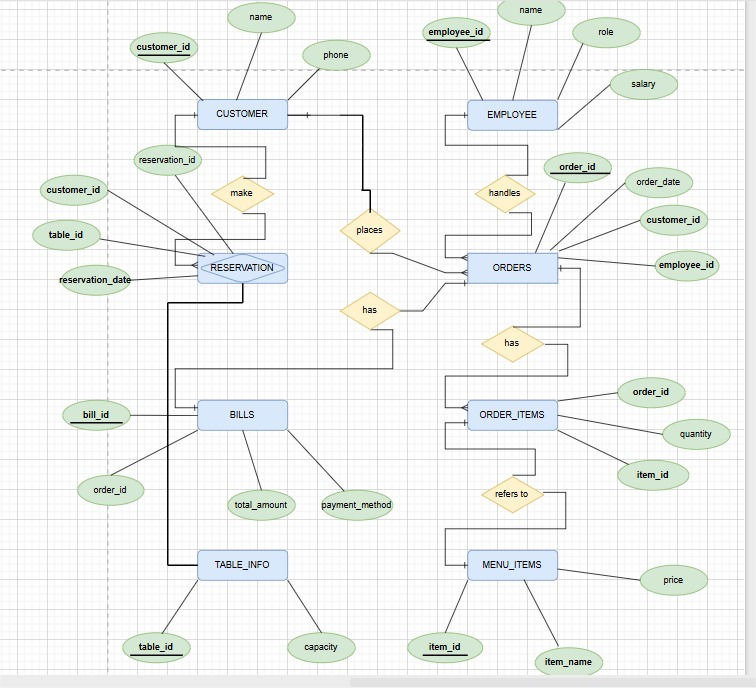 name
name
employee_id
role
customer_id
phone
salary
CUSTOMER
EMPLOYEE
reservation_id
order_id
order_date
customer_id
make
handles
table_id
customer_id
places
reservation_date
RESERVATION
ORDERS
employee_id
has
has
order_id
bill_id
BILLS
ORDER_ITEMS
quantity
item_id
order_id
refers to
total_amount
payment_method
TABLE_INFO
MENU_ITEMS
price
table_id
capacity
item_id
item_name